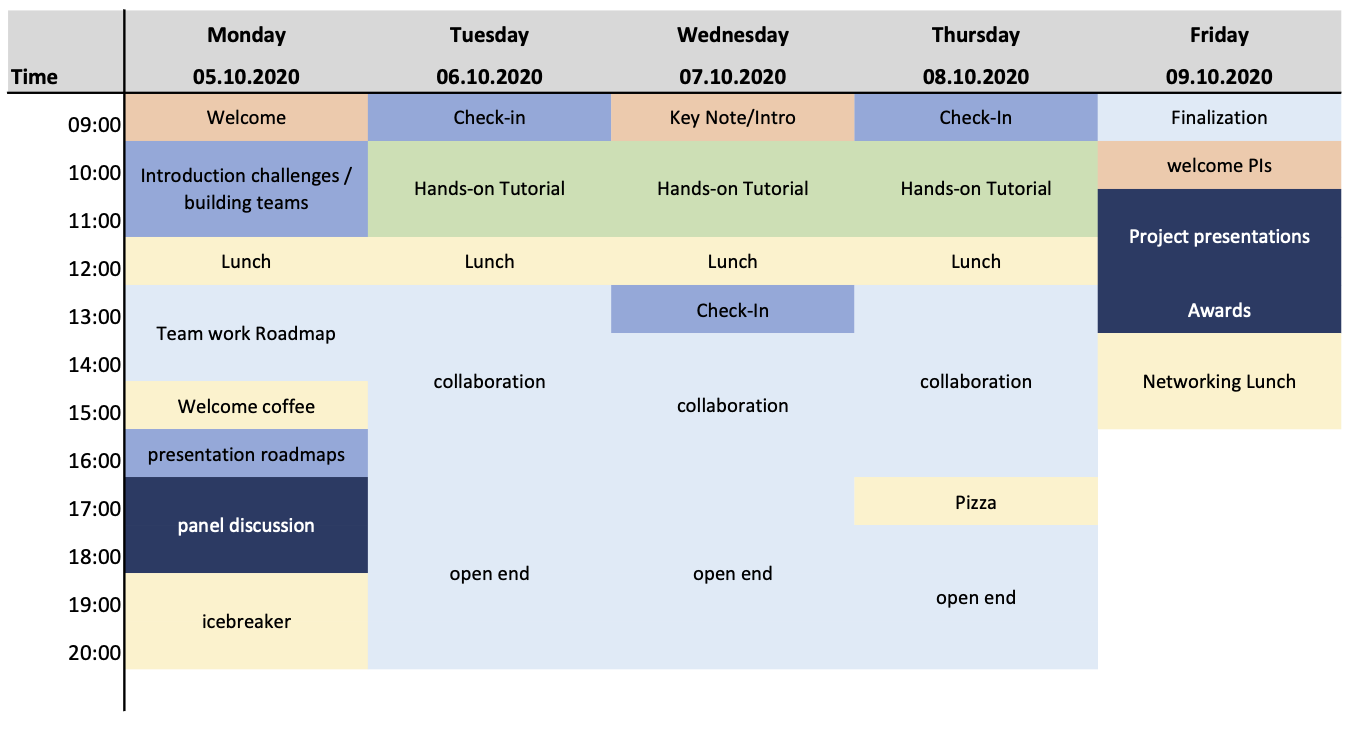 Monday Tuesday Wednesday Thursday Friday
Time 05.10.2020 06.10.2020 07.10.2020 08.10.2020 09.10.2020
09:00 Welcome Check-in Key Note/Intro Check-In Finalization
10:00 Introduction challenges / building teams Hands-on Tutorial Hands-on Tutorial Hands-on Tutorial welcome PIs
11:00 Project presentations
12:00 Lunch Lunch Lunch Lunch
13:00 Team work Roadmap Check-In Awards
14:00 collaboration collaboration Networking Lunch
15:00 Welcome coffee collaboration
16:00 presentation roadmaps
17:00 panel discussion Pizza
18:00 open end open end
19:00 icebreaker open end
20:00